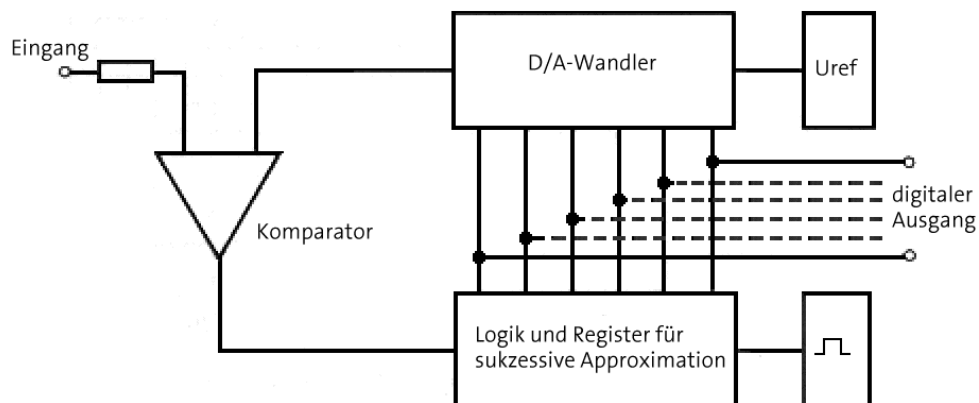 Eingang
D/A-Wandler
Uref
Komparator
digitaler
Ausgang
Logik und Register für
sukzessive Approximation